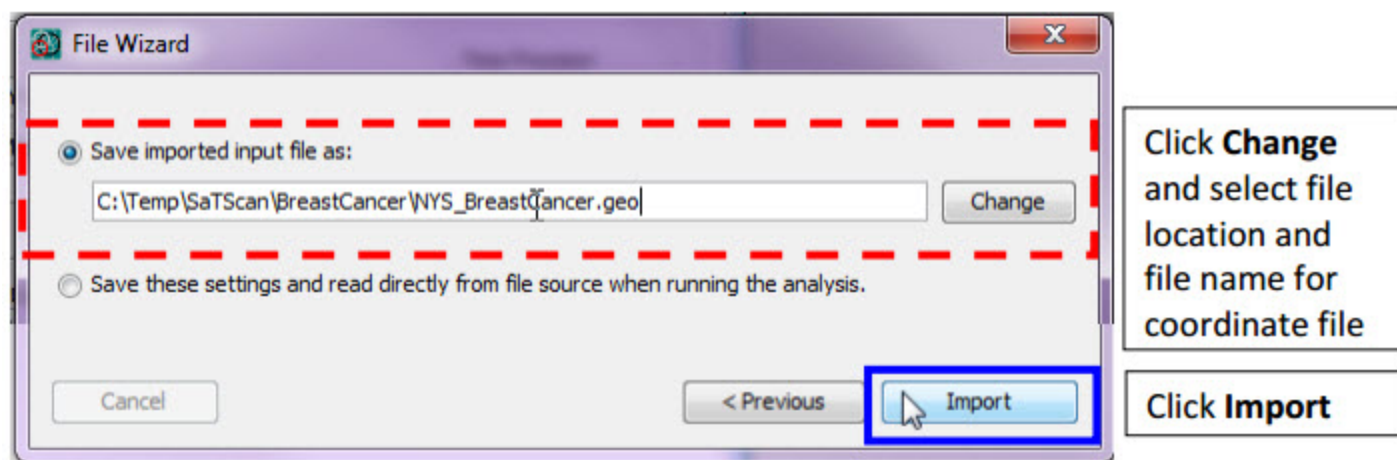 File Wizard
Save imported input file as:
C:\Temp\SaTScan\BreastCancer\NYS_BreastCancer.geo
Change
Save these settings and read directly from file source when running the analysis.
Cancel
< Previous
Import
Click Change
and select file
location and
file name for
coordinate file
Click Import